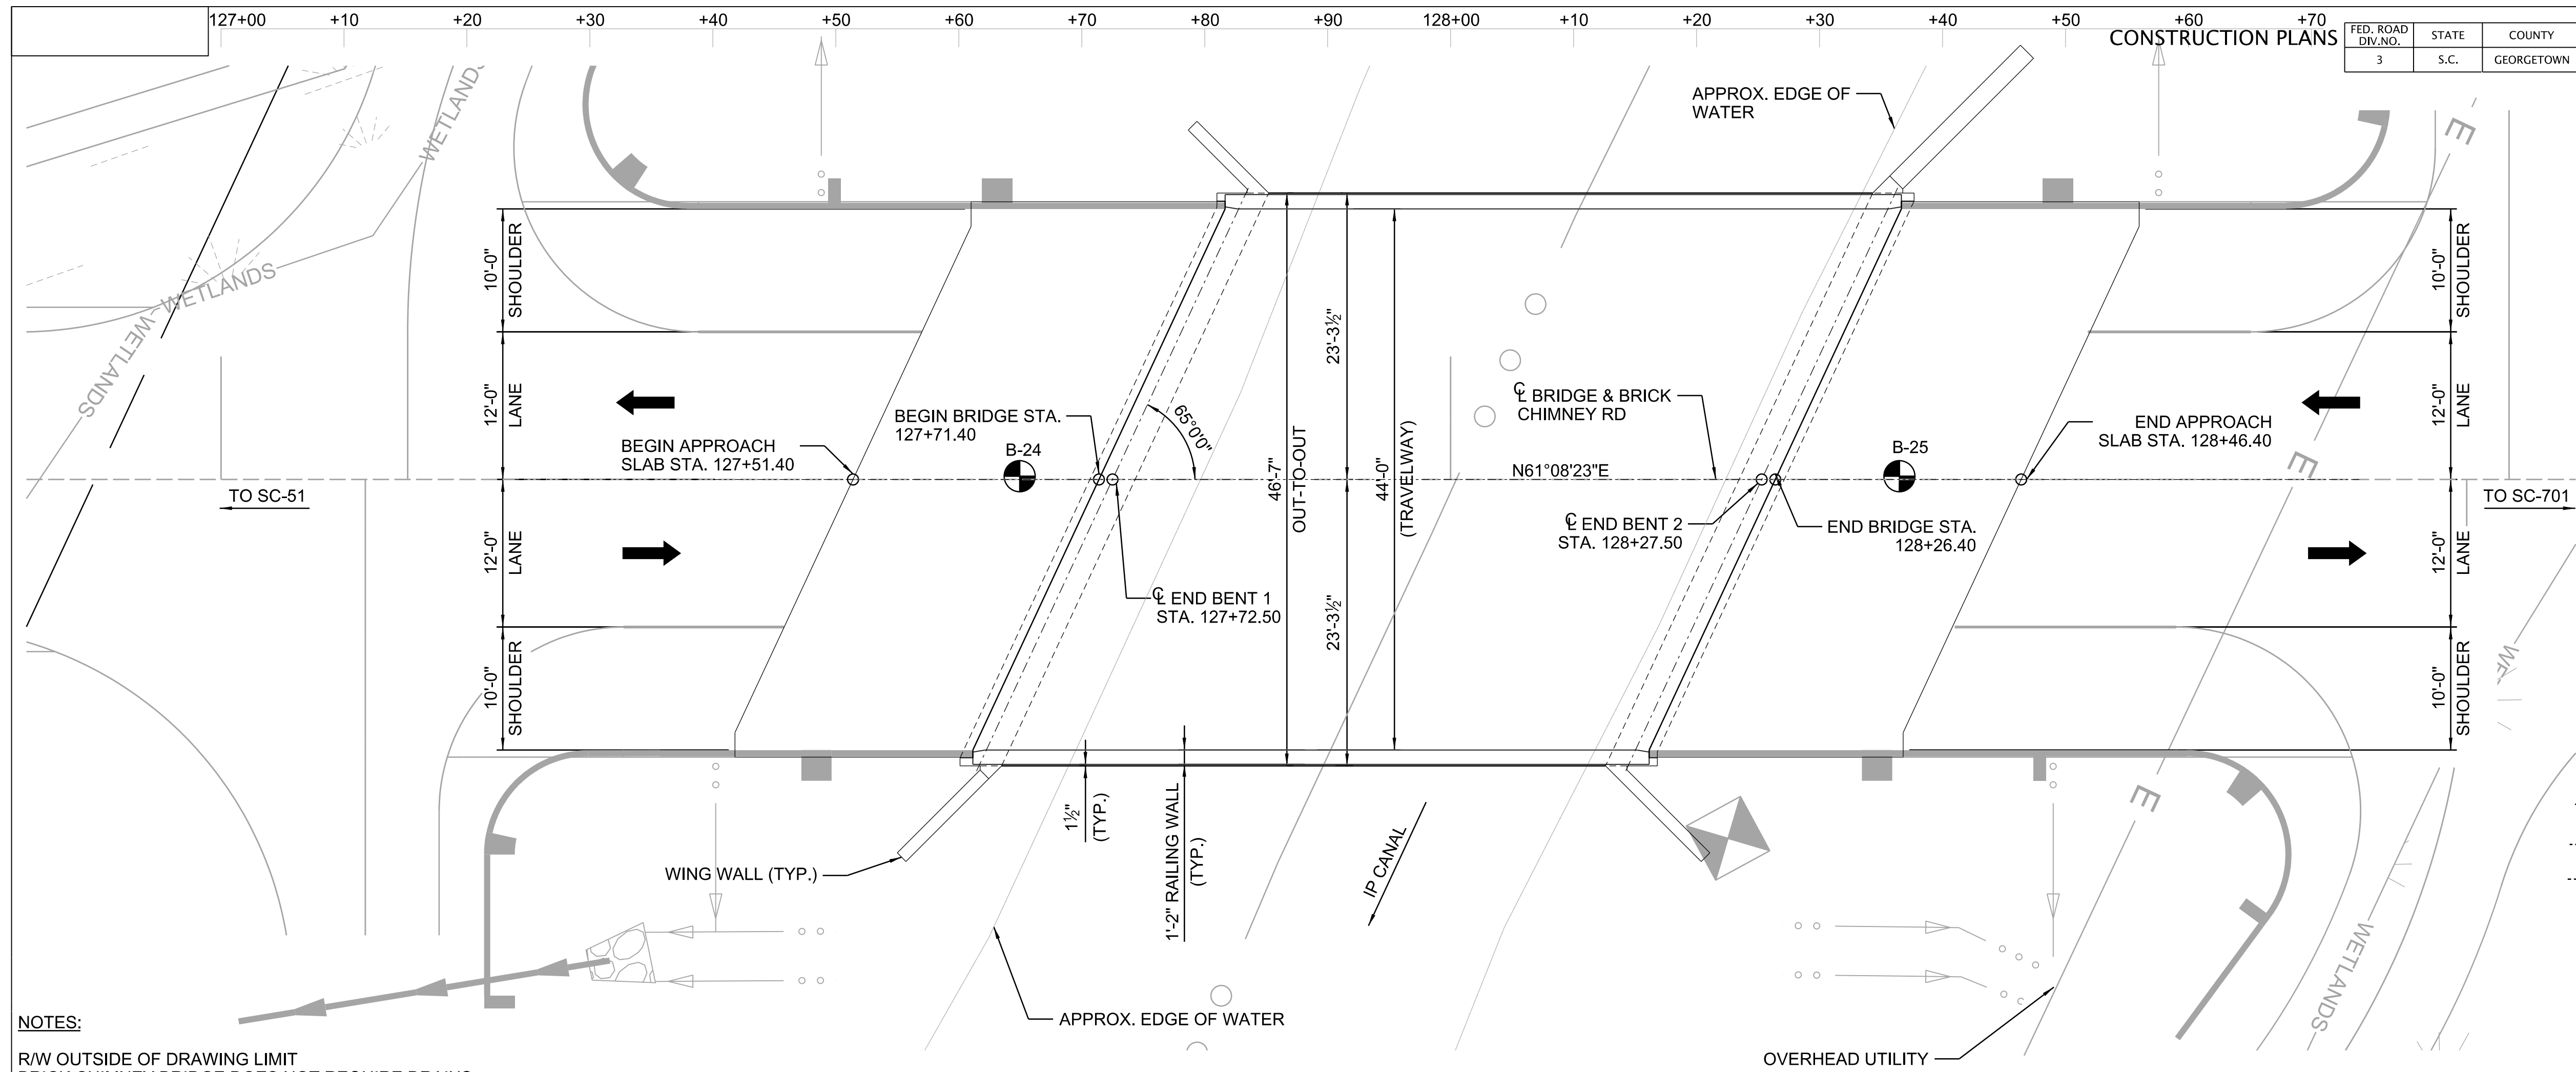 127+00 +10 +20 +30 +40 +50 +60 +70 +80 +90 128+00 +10 +20 +30 +40 +50 +60 +70
CONSTRUCTION PLANS
FED. ROAD DIV.NO. STATE COUNTY
3 S.C. GEORGETOWN
WETLANDS
WETLANDS
WETLANDS
APPROX. EDGE OF
WATER
E
10'-0"
SHOULDER
12'-0"
LANE
12'-0"
LANE
10'-0"
SHOULDER
BEGIN APPROACH
SLAB STA. 127+51.40
BEGIN BRIDGE STA.
127+71.40
B-24
65°0'0"
46'-7"
OUT-TO-OUT
23'-3½"
23'-3½"
44'-0"
(TRAVELWAY)
℄ BRIDGE & BRICK
CHIMNEY RD
N61°08'23"E
B-25
END APPROACH
SLAB STA. 128+46.40
E
TO SC-51
TO SC-701
℄ END BENT 1
STA. 127+72.50
℄ END BENT 2
STA. 128+27.50
END BRIDGE STA.
128+26.40
10'-0"
SHOULDER
12'-0"
LANE
12'-0"
LANE
10'-0"
SHOULDER
WE
E
1½"
(TYP.)
1'-2" RAILING WALL
(TYP.)
IP CANAL
WING WALL (TYP.)
WETLANDS
APPROX. EDGE OF WATER
OVERHEAD UTILITY
NOTES:
R/W OUTSIDE OF DRAWING LIMIT